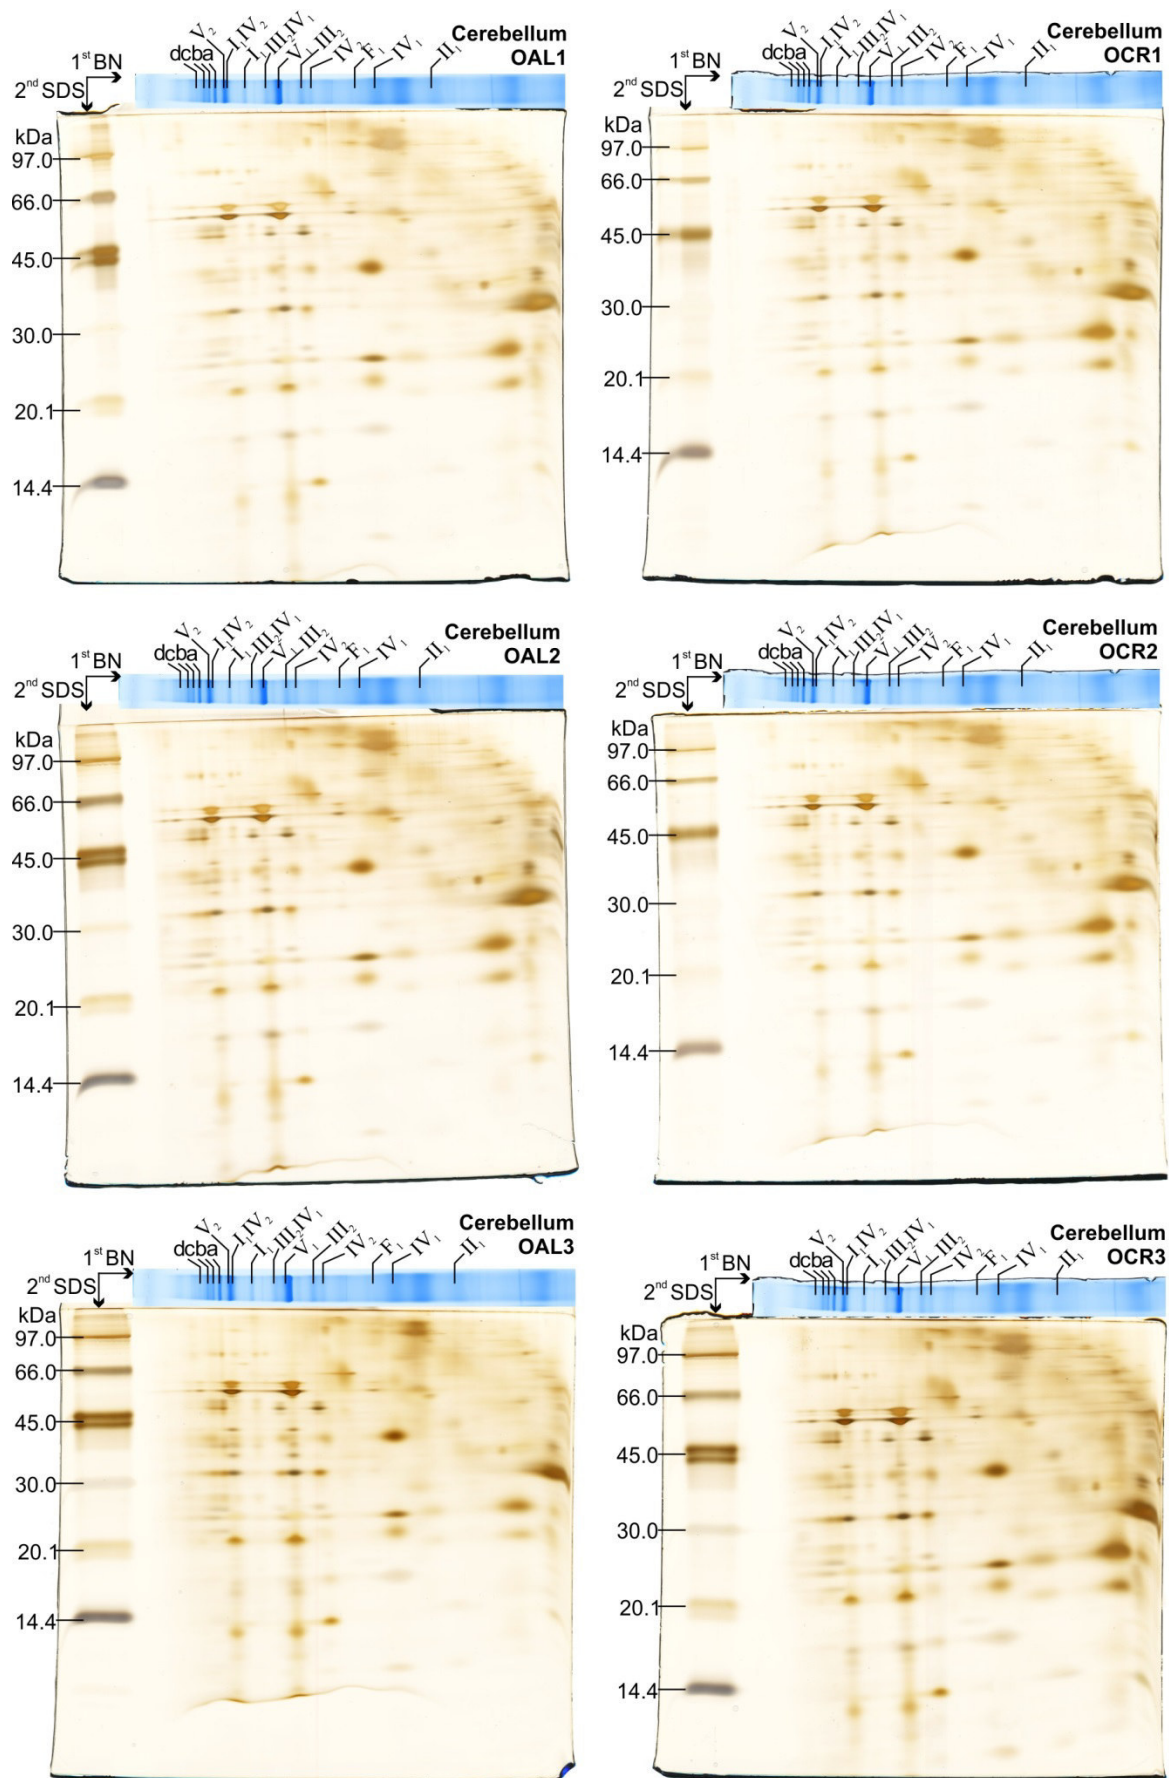 V₂ I₁IV₂ I₁ III₂IV₁ V₁ III₂ IV₂ F₁ IV₁ II₁
Cerebellum
OAL1
dcba
1st BN
2nd SDS
kDa
97.0
66.0
45.0
30.0
20.1
14.4
V₂ I₁IV₂ I₁ III₂IV₁ V₁ III₂ IV₂ F₁ IV₁ II₁
Cerebellum
OCR1
dcba
1st BN
2nd SDS
kDa
97.0
66.0
45.0
30.0
20.1
14.4
V₂ I₁IV₂ I₁ III₂IV₁ V₁ III₂ IV₂ F₁ IV₁ II₁
Cerebellum
OAL2
dcba
1st BN
2nd SDS
kDa
97.0
66.0
45.0
30.0
20.1
14.4
V₂ I₁IV₂ I₁ III₂IV₁ V₁ III₂ IV₂ F₁ IV₁ II₁
Cerebellum
OCR2
dcba
1st BN
2nd SDS
kDa
97.0
66.0
45.0
30.0
20.1
14.4
V₂ I₁IV₂ I₁ III₂IV₁ V₁ III₂ IV₂ F₁ IV₁ II₁
Cerebellum
OAL3
dcba
1st BN
2nd SDS
kDa
97.0
66.0
45.0
30.0
20.1
14.4
V₂ I₁IV₂ I₁ III₂IV₁ V₁ III₂ IV₂ F₁ IV₁ II₁
Cerebellum
OCR3
dcba
1st BN
2nd SDS
kDa
97.0
66.0
45.0
30.0
20.1
14.4